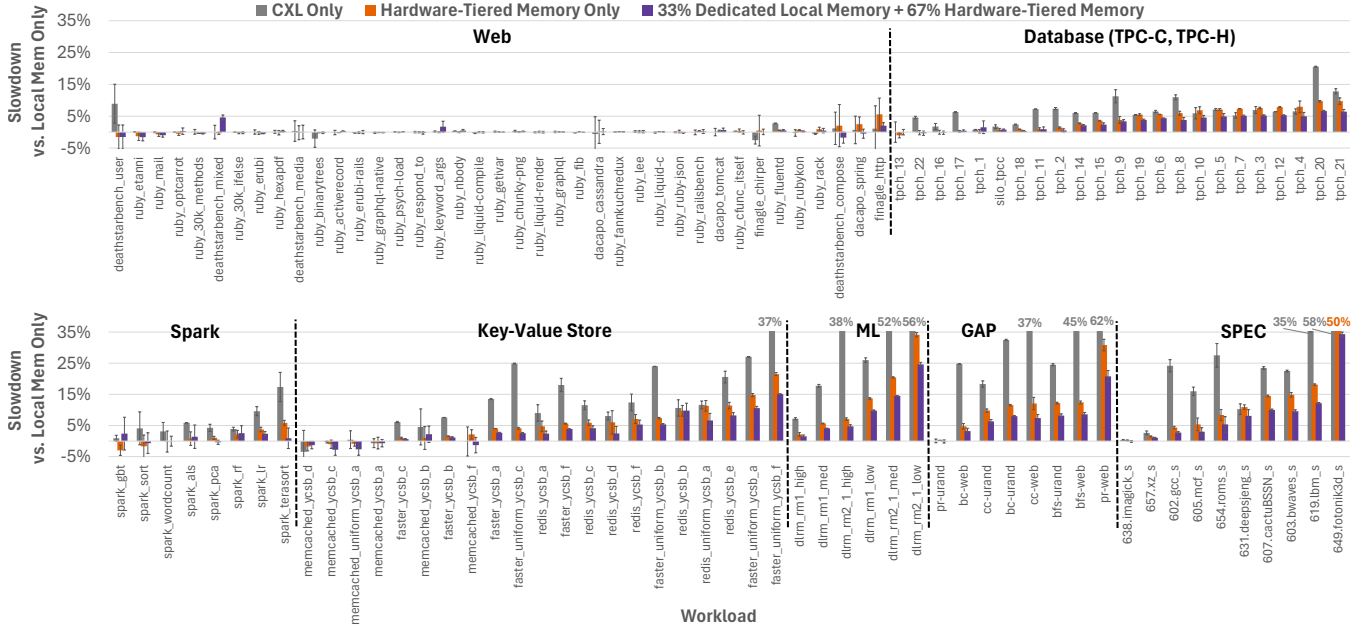 CXL Only Hardware-Tiered Memory Only 33% Dedicated Local Memory + 67% Hardware-Tiered Memory
Web
Database (TPC-C, TPC-H)
Slowdown
vs. Local Mem Only
35%
25%
15%
5%
-5%
deathstarbench_user
ruby_etanni
ruby_mail
ruby_optcarrot
ruby_30k_methods
deathstarbench_mixed
ruby_30k_ifelse
ruby_erubi
ruby_hexapdf
deathstarbench_media
ruby_binarytrees
ruby_activerecord
ruby_erubi-rails
ruby_graphql-native
ruby_psych-load
ruby_respond_to
ruby_keyword_args
ruby_nbody
ruby_liquid-compile
ruby_getivar
ruby_chunky-png
ruby_liquid-render
ruby_graphql
ruby_fib
dacapo_cassandra
ruby_fannkuchredux
ruby_lee
ruby_liquid-c
ruby_ruby-json
ruby_railsbench
dacapo_tomcat
ruby_cfunc_itself
finagle_chirper
ruby_fluentd
ruby_rubykon
ruby_rack
deathstarbench_compose
dacapo_spring
finagle_http
tpch_13
tpch_22
tpch_16
tpch_17
tpch_1
silo_tpcc
tpch_18
tpch_11
tpch_2
tpch_14
tpch_15
tpch_9
tpch_19
tpch_6
tpch_8
tpch_10
tpch_5
tpch_7
tpch_3
tpch_12
tpch_4
tpch_20
tpch_21
Spark
Key-Value Store
ML
GAP
SPEC
37%
38%
52%
56%
37%
45%
62%
35%
58%
50%
Slowdown
vs. Local Mem Only
35%
25%
15%
5%
-5%
spark_gbt
spark_sort
spark_wordcount
spark_als
spark_pca
spark_rf
spark_lr
spark_terasort
memcached_ycsb_d
memcached_ycsb_c
memcached_uniform_ycsb_a
memcached_ycsb_a
faster_ycsb_c
memcached_ycsb_b
faster_ycsb_b
memcached_ycsb_f
faster_ycsb_a
faster_uniform_ycsb_c
redis_ycsb_a
faster_ycsb_f
redis_ycsb_c
redis_ycsb_d
redis_ycsb_f
faster_uniform_ycsb_b
redis_ycsb_b
redis_uniform_ycsb_a
redis_ycsb_e
faster_uniform_ycsb_a
faster_uniform_ycsb_f
dlrm_rm1_high
dlrm_rm1_med
dlrm_rm2_1_high
dlrm_rm1_low
dlrm_rm2_1_med
dlrm_rm2_1_low
pr-urand
bc-web
cc-urand
bc-urand
cc-web
bfs-urand
bfs-web
pr-web
638.imagick_s
657.xz_s
602.gcc_s
605.mcf_s
654.roms_s
631.deepsjeng_s
607.cactuBSSN_s
603.bwaves_s
619.lbm_s
649.fotonik3d_s
Workload